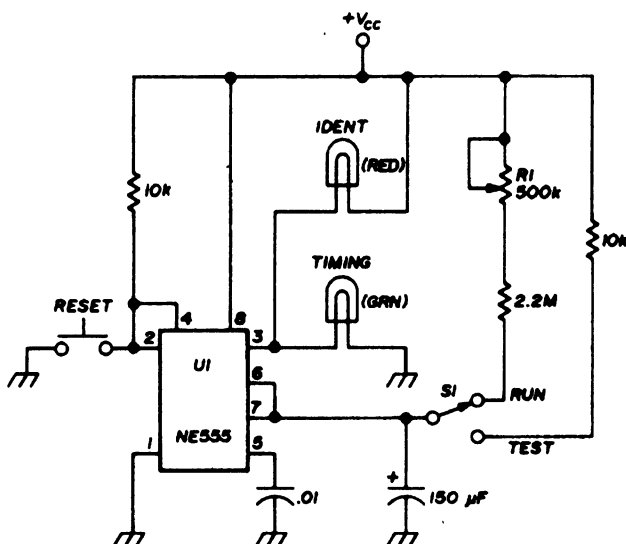 +VCC
IDENT
(RED)
R1
500k
10k
10k
TIMING
(GRN)
2.2M
RESET
4
8
2
3
U1
6
S1
RUN
7
1
NE555
5
TEST
.01
+
150 µF